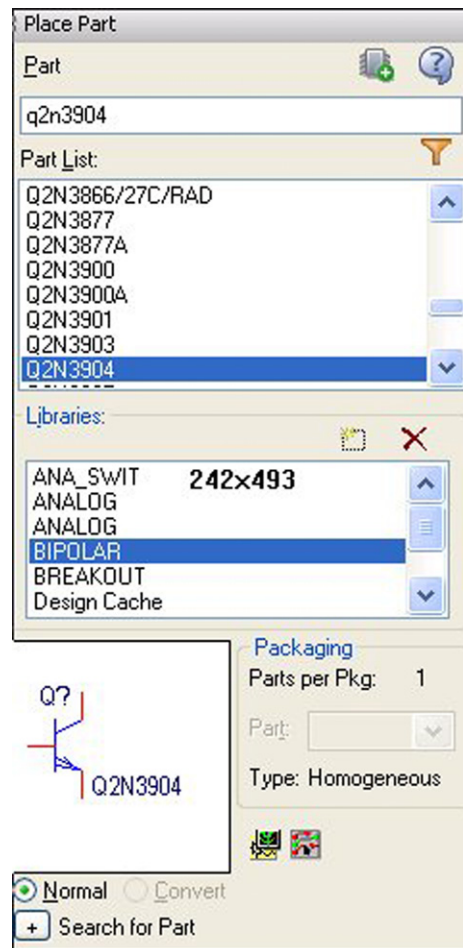 Place Part
Part
q2n3904
Part List:
Q2N3866/27C/RAD
Q2N3877
Q2N3877A
Q2N3900
Q2N3900A
Q2N3901
Q2N3903
Q2N3904
Libraries:
ANA_SWIT 242×493
ANALOG
ANALOG
BIPOLAR
BREAKOUT
Design Cache
Packaging
Parts per Pkg: 1
Part:
Type: Homogeneous
Q?
Q2N3904
Normal Convert
+ Search for Part